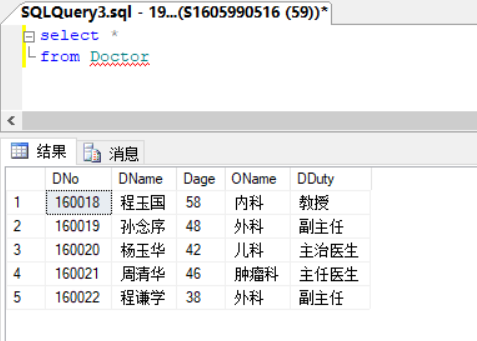 SQLQuery3.sql - 19...(S1605990516 (59))*
select *
from Doctor
结果 消息
DNo DName Dage OName DDuty
1 160018 程玉国 58 内科 教授
2 160019 孙念序 48 外科 副主任
3 160020 杨玉华 42 儿科 主治医生
4 160021 周清华 46 肿瘤科 主任医生
5 160022 程谦学 38 外科 副主任